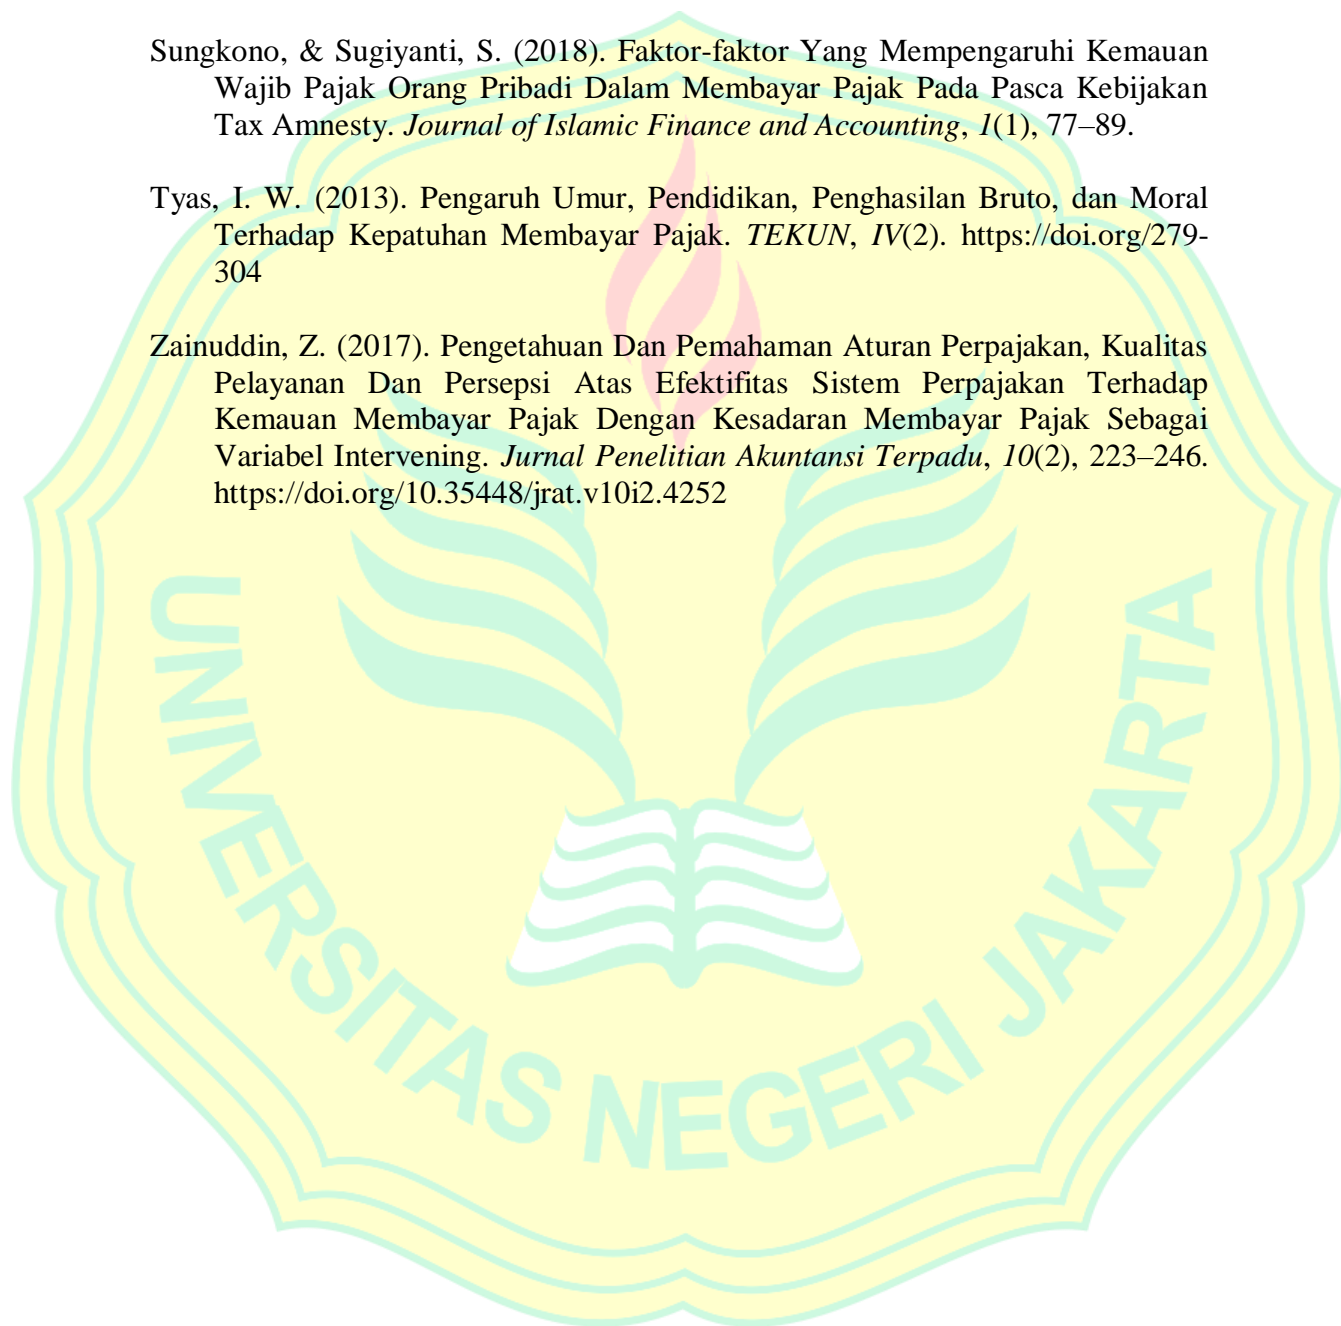 Sungkono, & Sugiyanti, S. (2018). Faktor-faktor Yang Mempengaruhi Kemauan
Wajib Pajak Orang Pribadi Dalam Membayar Pajak Pada Pasca Kebijakan
Tax Amnesty. Journal of Islamic Finance and Accounting, 1(1), 77–89.
Tyas, I. W. (2013). Pengaruh Umur, Pendidikan, Penghasilan Bruto, dan Moral
Terhadap Kepatuhan Membayar Pajak. TEKUN, IV(2). https://doi.org/279-
304
Zainuddin, Z. (2017). Pengetahuan Dan Pemahaman Aturan Perpajakan, Kualitas
Pelayanan Dan Persepsi Atas Efektifitas Sistem Perpajakan Terhadap
Kemauan Membayar Pajak Dengan Kesadaran Membayar Pajak Sebagai
Variabel Intervening. Jurnal Penelitian Akuntansi Terpadu, 10(2), 223–246.
https://doi.org/10.35448/jrat.v10i2.4252
UNIVERSITAS NEGERI JAKARTA